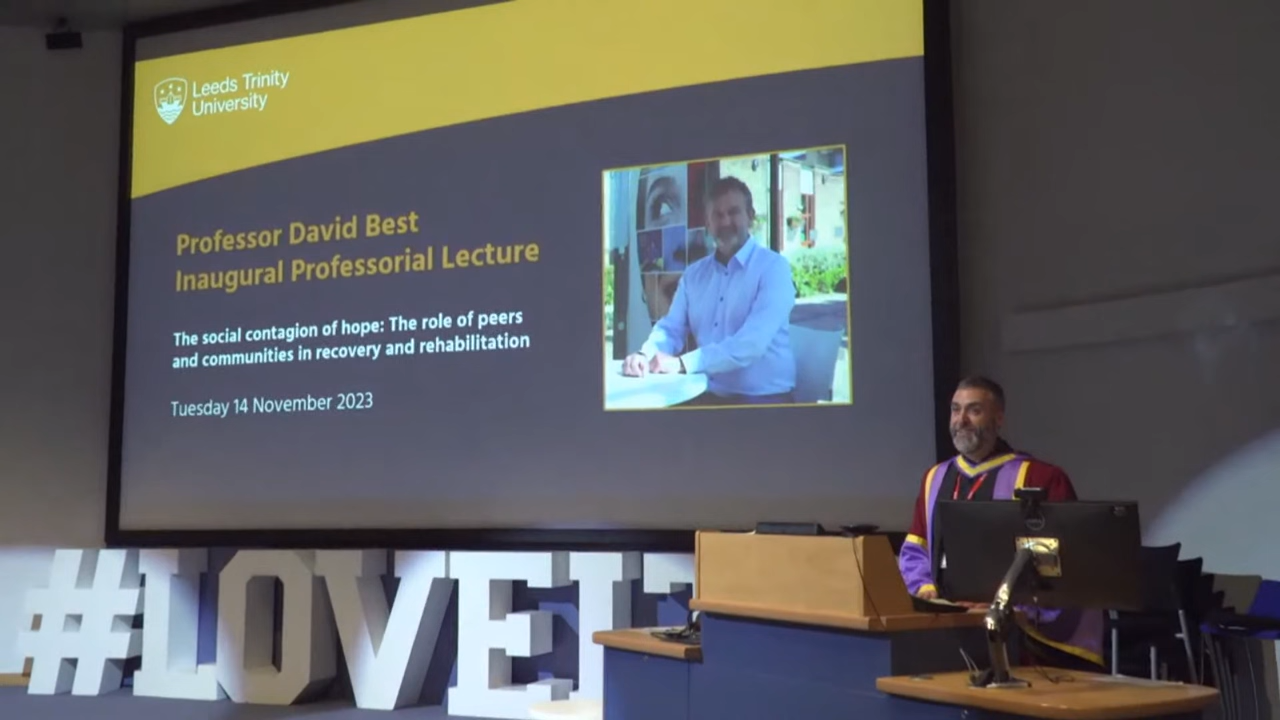 Leeds Trinity
University
Professor David Best
Inaugural Professorial Lecture
The social contagion of hope: The role of peers
and communities in recovery and rehabilitation
Tuesday 14 November 2023
#LOVEIT